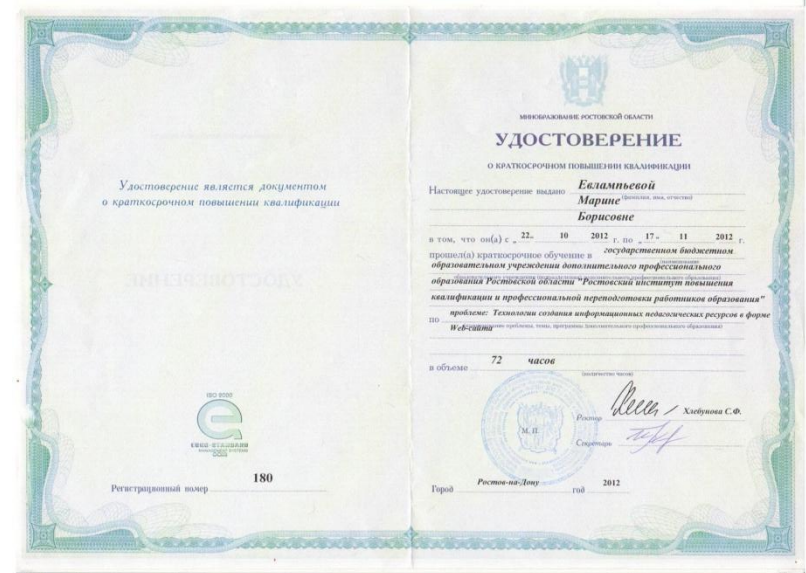 Удостоверение является документом
о краткосрочном повышении квалификации
Регистрационный номер 180
МИНОБРАЗОВАНИЕ РОСТОВСКОЙ ОБЛАСТИ
УДОСТОВЕРЕНИЕ
О КРАТКОСРОЧНОМ ПОВЫШЕНИИ КВАЛИФИКАЦИИ
Настоящее удостоверение выдано Евлампьевой
Марине (фамилия, имя, отчество)
Борисовне
в том, что он(а) с „ 22„ 10 2012 г. по „ 17„ 11 2012 г.
прошел(а) краткосрочное обучение в государственном бюджетном
образовательном учреждении дополнительного профессионального
образования Ростовской области "Ростовский институт повышения
квалификации и профессиональной переподготовки работников образования"
по проблеме: Технологии создания информационных педагогических ресурсов в форме
Web-сайта
в объеме 72 часов
(количество часов)
Ректор Хлебунова С.Ф.
М. П.
Секретарь
Город Ростов-на-Дону год 2012